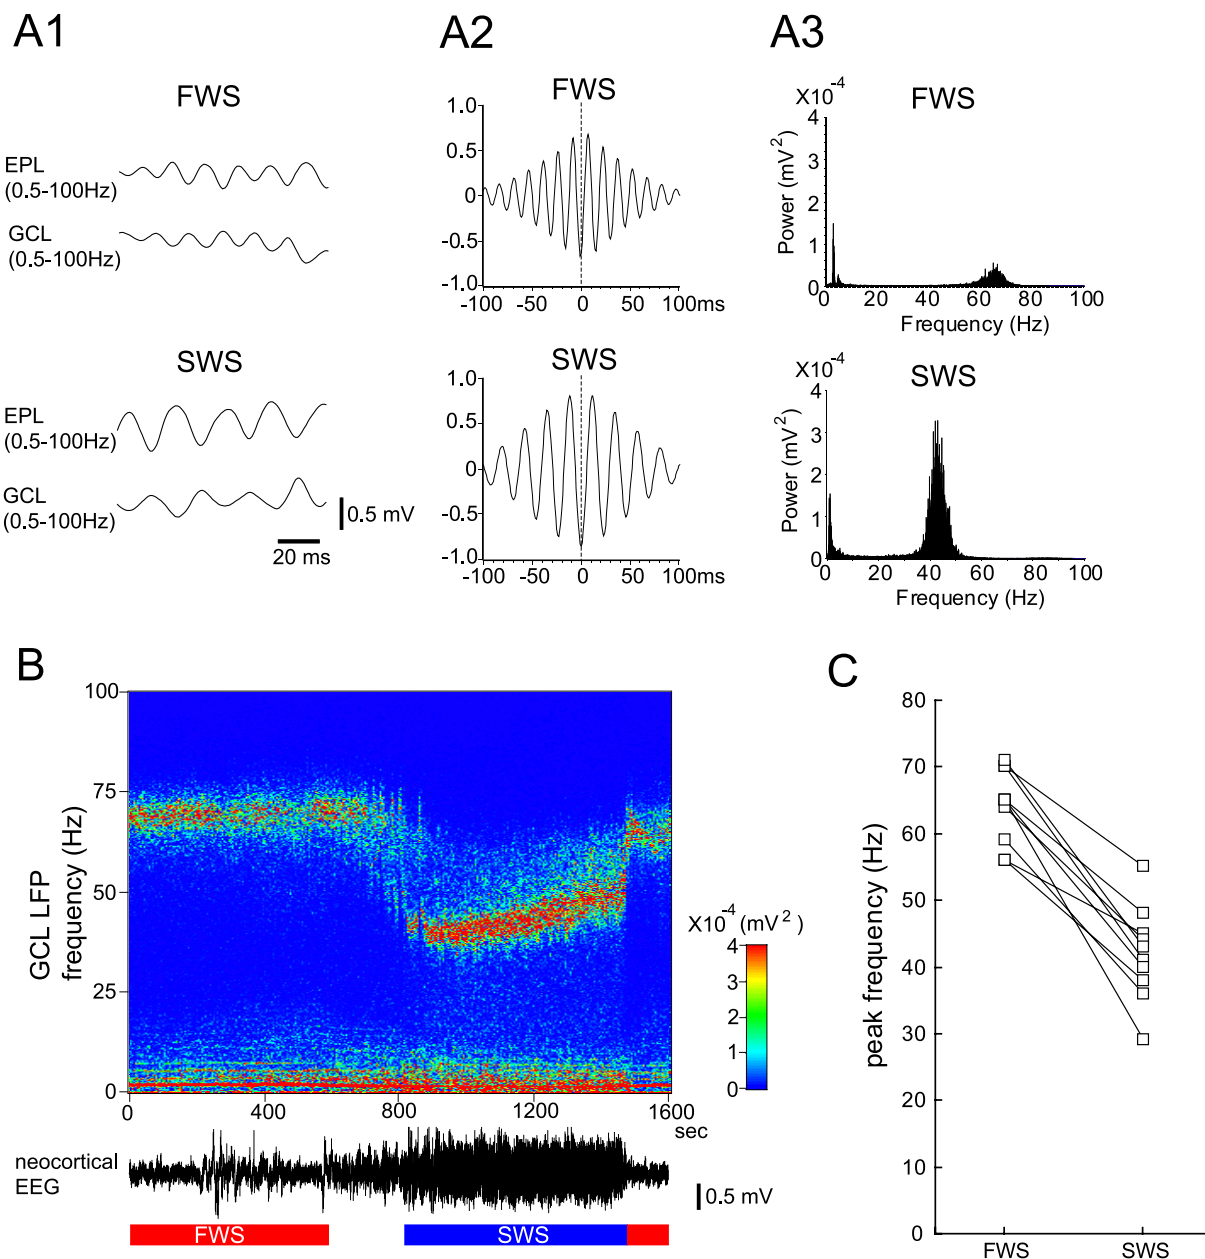 A1
A2
A3
FWS
EPL
(0.5-100Hz)
GCL
(0.5-100Hz)
SWS
EPL
(0.5-100Hz)
GCL
(0.5-100Hz)
0.5 mV
20 ms
FWS
1.0
0.5
0
-0.5
-1.0
-100 -50 0 50 100ms
SWS
1.0
0.5
0
-0.5
-1.0
-100 -50 0 50 100ms
X10-4
FWS
Power (mV2)
4
3
2
1
0
0 20 40 60 80 100
Frequency (Hz)
X10-4
SWS
Power (mV2)
4
3
2
1
0
0 20 40 60 80 100
Frequency (Hz)
B
GCL LFP
frequency (Hz)
100
75
50
25
0
0 400 800 1200 1600
sec
X10-4 (mV2)
4
3
2
1
0
neocortical
EEG
0.5 mV
FWS
SWS
C
peak frequency (Hz)
80
70
60
50
40
30
20
10
0
FWS SWS